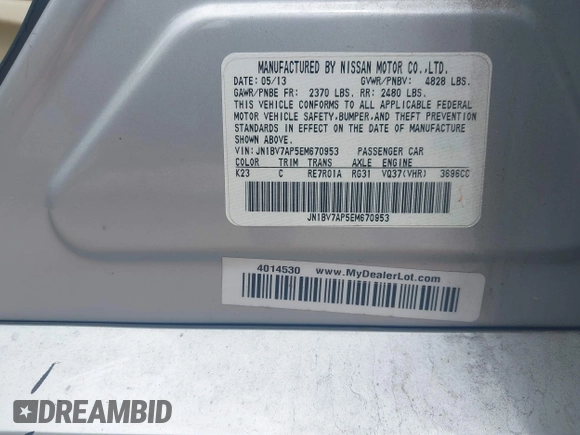 MANUFACTURED BY NISSAN MOTOR CO.,LTD.
DATE: 05/13 GVWR/PNBV: 4828 LBS.
GAWR/PNBE FR: 2370 LBS. RR: 2480 LBS.
THIS VEHICLE CONFORMS TO ALL APPLICABLE FEDERAL
MOTOR VEHICLE SAFETY,BUMPER,AND THEFT PREVENTION
STANDARDS IN EFFECT ON THE DATE OF MANUFACTURE
SHOWN ABOVE.
VIN: JN1BV7AP5EM670953 PASSENGER CAR
COLOR TRIM TRANS AXLE ENGINE
K23 C RE7R01A RG31 VQ37(VHR) 3696CC
JN1BV7AP5EM670953
4014530 www.MyDealerLot.com
DREAMBID